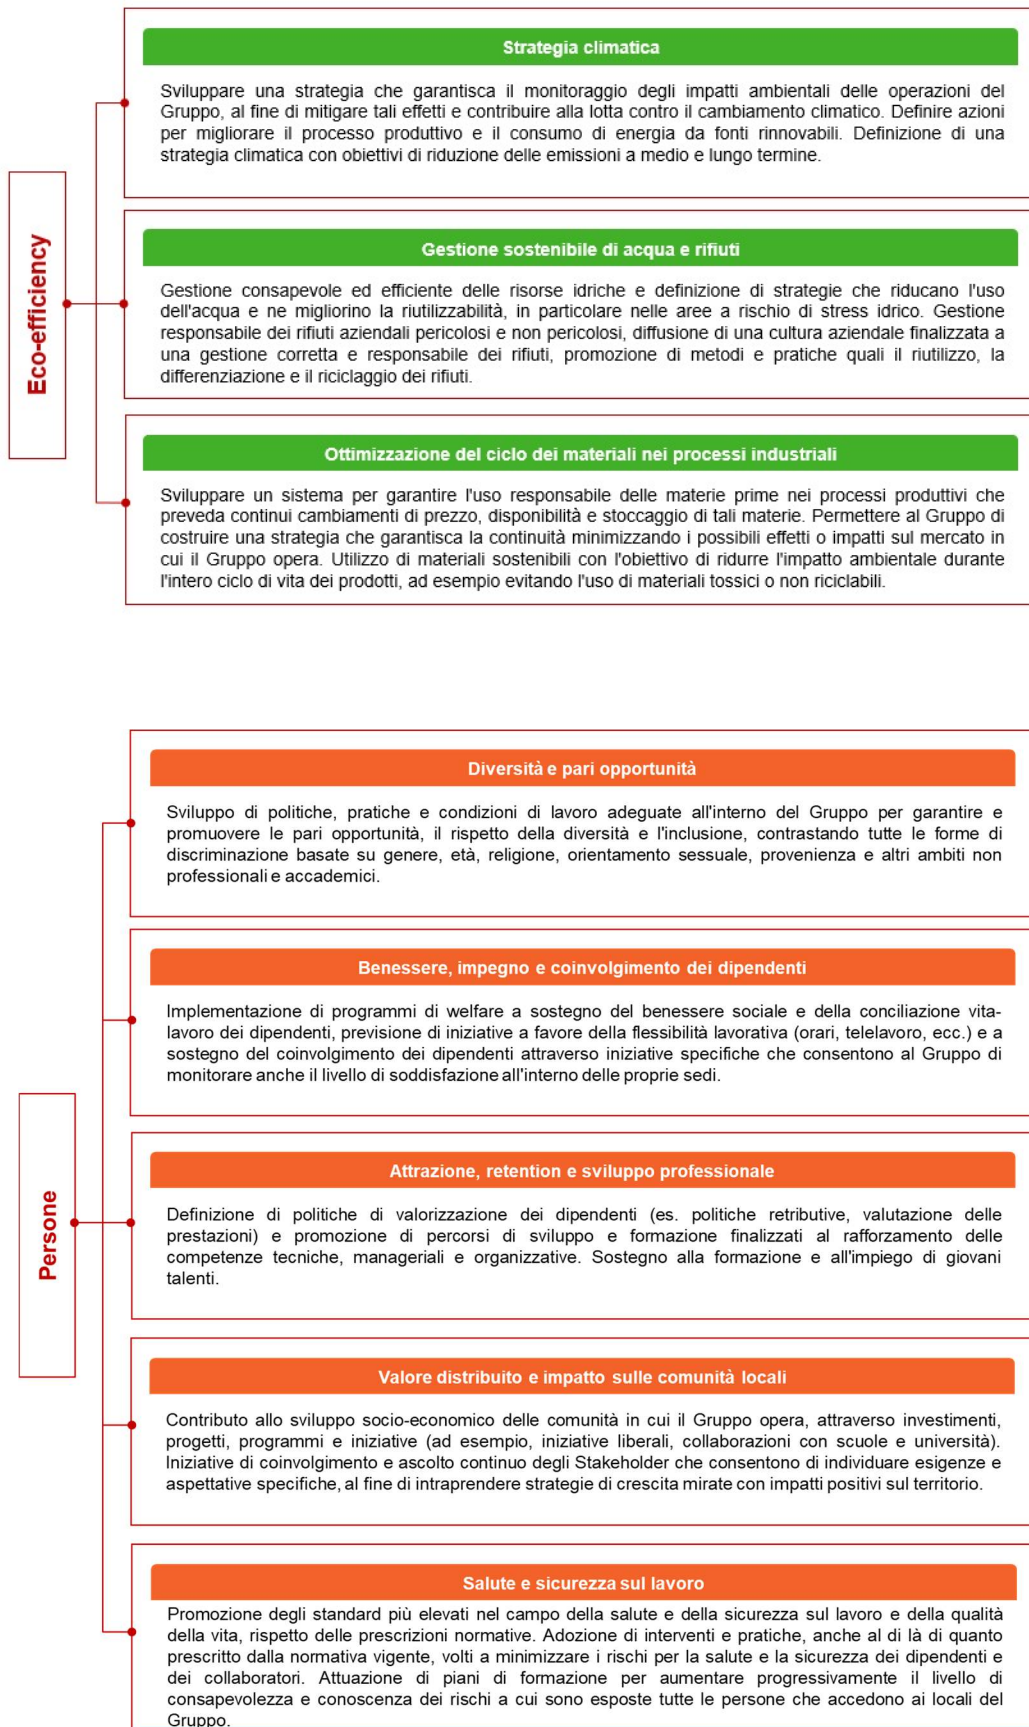 Eco-efficiency
Strategia climatica
Sviluppare una strategia che garantisca il monitoraggio degli impatti ambientali delle operazioni del
Gruppo, al fine di mitigare tali effetti e contribuire alla lotta contro il cambiamento climatico. Definire azioni
per migliorare il processo produttivo e il consumo di energia da fonti rinnovabili. Definizione di una
strategia climatica con obiettivi di riduzione delle emissioni a medio e lungo termine.
Gestione sostenibile di acqua e rifiuti
Gestione consapevole ed efficiente delle risorse idriche e definizione di strategie che riducano l'uso
dell'acqua e ne migliorino la riutilizzabilità, in particolare nelle aree a rischio di stress idrico. Gestione
responsabile dei rifiuti aziendali pericolosi e non pericolosi, diffusione di una cultura aziendale finalizzata a
una gestione corretta e responsabile dei rifiuti, promozione di metodi e pratiche quali il riutilizzo, la
differenziazione e il riciclaggio dei rifiuti.
Ottimizzazione del ciclo dei materiali nei processi industriali
Sviluppare un sistema per garantire l'uso responsabile delle materie prime nei processi produttivi che
preveda continui cambiamenti di prezzo, disponibilità e stoccaggio di tali materie. Permettere al Gruppo di
costruire una strategia che garantisca la continuità minimizzando i possibili effetti o impatti sul mercato in
cui il Gruppo opera. Utilizzo di materiali sostenibili con l'obiettivo di ridurre l'impatto ambientale durante
l'intero ciclo di vita dei prodotti, ad esempio evitando l'uso di materiali tossici o non riciclabili.
Persone
Diversità e pari opportunità
Sviluppo di politiche, pratiche e condizioni di lavoro adeguate all'interno del Gruppo per garantire e
promuovere le pari opportunità, il rispetto della diversità e l'inclusione, contrastando tutte le forme di
discriminazione basate su genere, età, religione, orientamento sessuale, provenienza e altri ambiti non
professionali e accademici.
Benessere, impegno e coinvolgimento dei dipendenti
Implementazione di programmi di welfare a sostegno del benessere sociale e della conciliazione vita-
lavoro dei dipendenti, previsione di iniziative a favore della flessibilità lavorativa (orari, telelavoro, ecc.) e a
sostegno del coinvolgimento dei dipendenti attraverso iniziative specifiche che consentono al Gruppo di
monitorare anche il livello di soddisfazione all'interno delle proprie sedi.
Attrazione, retention e sviluppo professionale
Definizione di politiche di valorizzazione dei dipendenti (es. politiche retributive, valutazione delle
prestazioni) e promozione di percorsi di sviluppo e formazione finalizzati al rafforzamento delle
competenze tecniche, manageriali e organizzative. Sostegno alla formazione e all'impiego di giovani
talenti.
Valore distribuito e impatto sulle comunità locali
Contributo allo sviluppo socio-economico delle comunità in cui il Gruppo opera, attraverso investimenti,
progetti, programmi e iniziative (ad esempio, iniziative liberali, collaborazioni con scuole e università).
Iniziative di coinvolgimento e ascolto continuo degli Stakeholder che consentono di individuare esigenze e
aspettative specifiche, al fine di intraprendere strategie di crescita mirate con impatti positivi sul territorio.
Salute e sicurezza sul lavoro
Promozione degli standard più elevati nel campo della salute e della sicurezza sul lavoro e della qualità
della vita, rispetto delle prescrizioni normative. Adozione di interventi e pratiche, anche al di là di quanto
prescritto dalla normativa vigente, volti a minimizzare i rischi per la salute e la sicurezza dei dipendenti e
dei collaboratori. Attuazione di piani di formazione per aumentare progressivamente il livello di
consapevolezza e conoscenza dei rischi a cui sono esposte tutte le persone che accedono ai locali del
Gruppo.